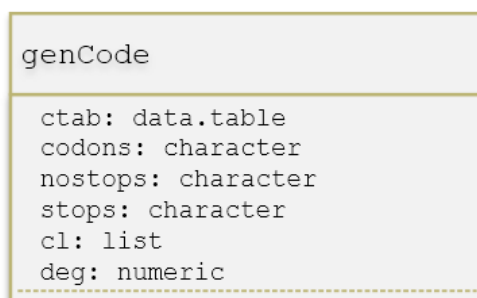 genCode
ctab: data.table
codons: character
nostops: character
stops: character
cl: list
deg: numeric